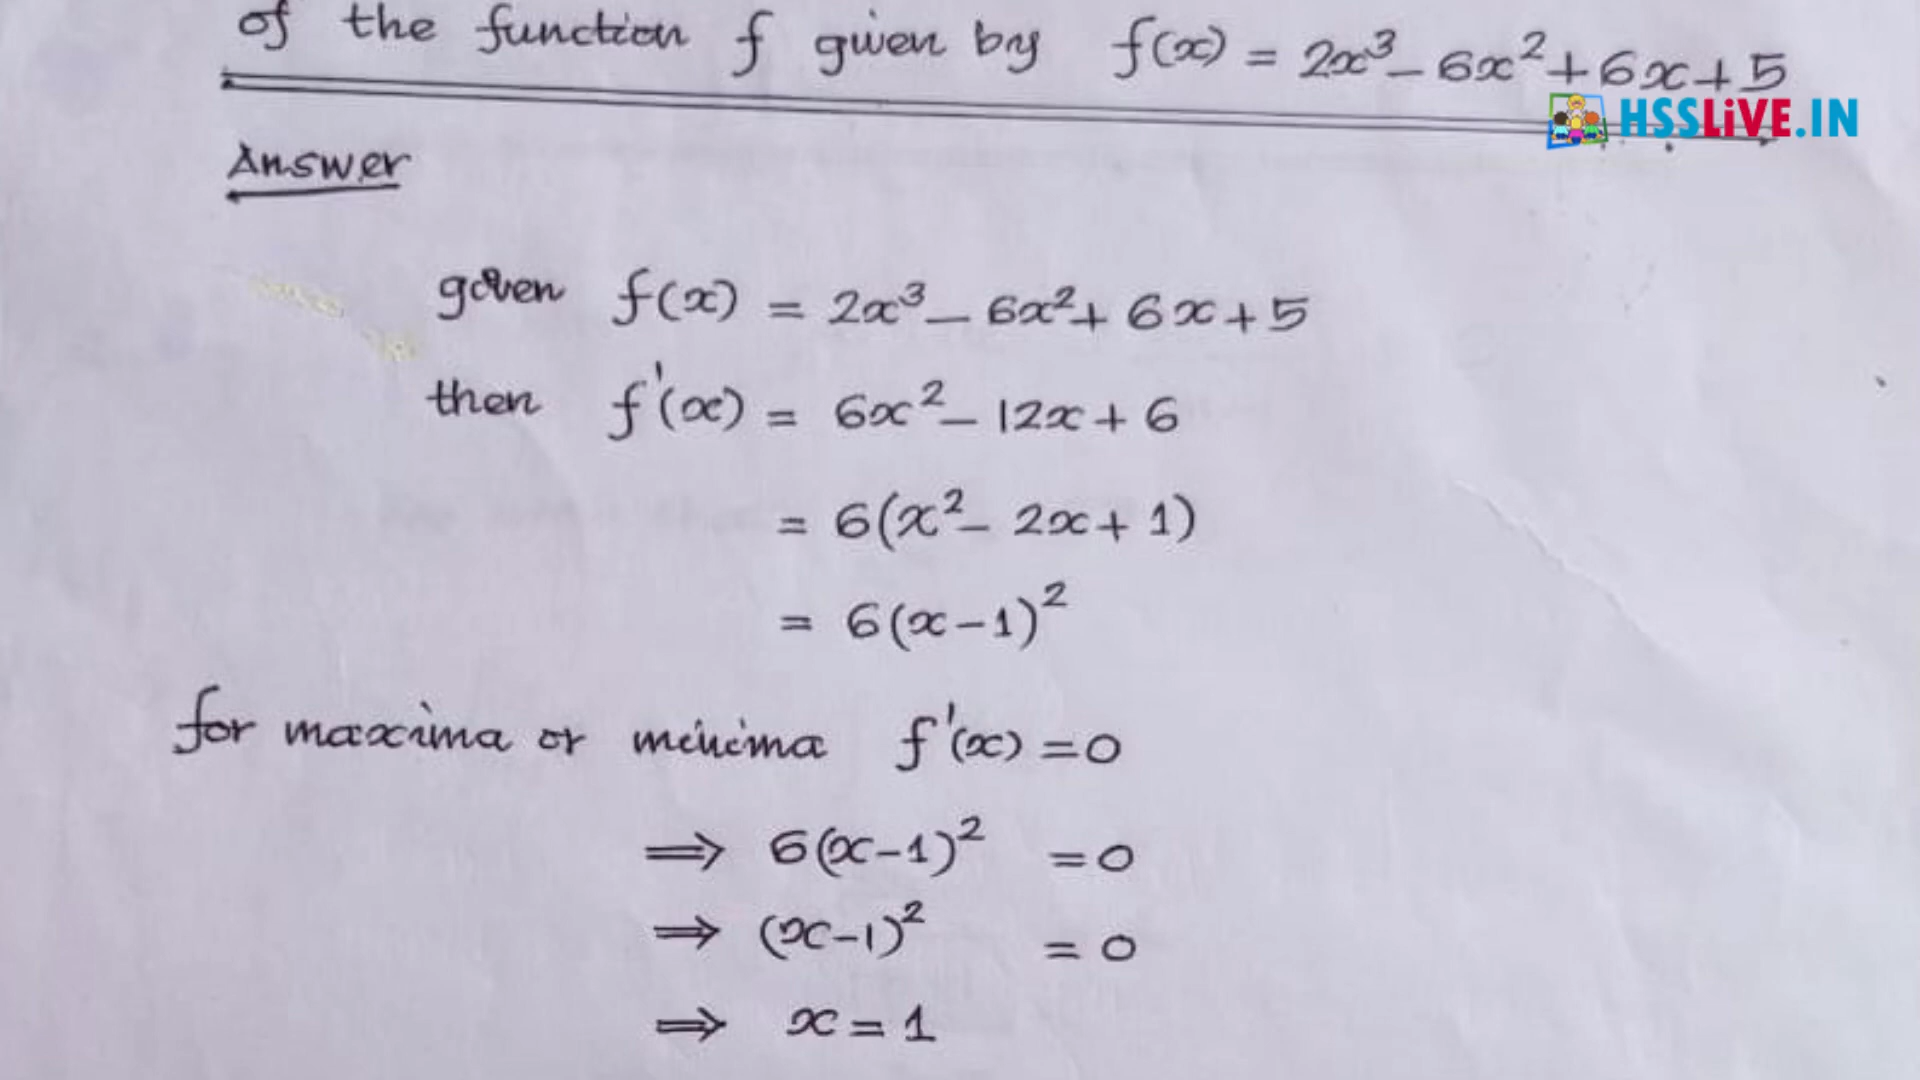 of the function f given by f(x) = 2x³ - 6x² + 6x + 5
HSSLiVE.IN
Answer
given f(x) = 2x³ - 6x² + 6x + 5
then f'(x) = 6x² - 12x + 6
= 6(x² - 2x + 1)
= 6(x - 1)²
for maxima or minima f'(x) = 0
⇒ 6(x-1)² = 0
⇒ (x-1)² = 0
⇒ x = 1